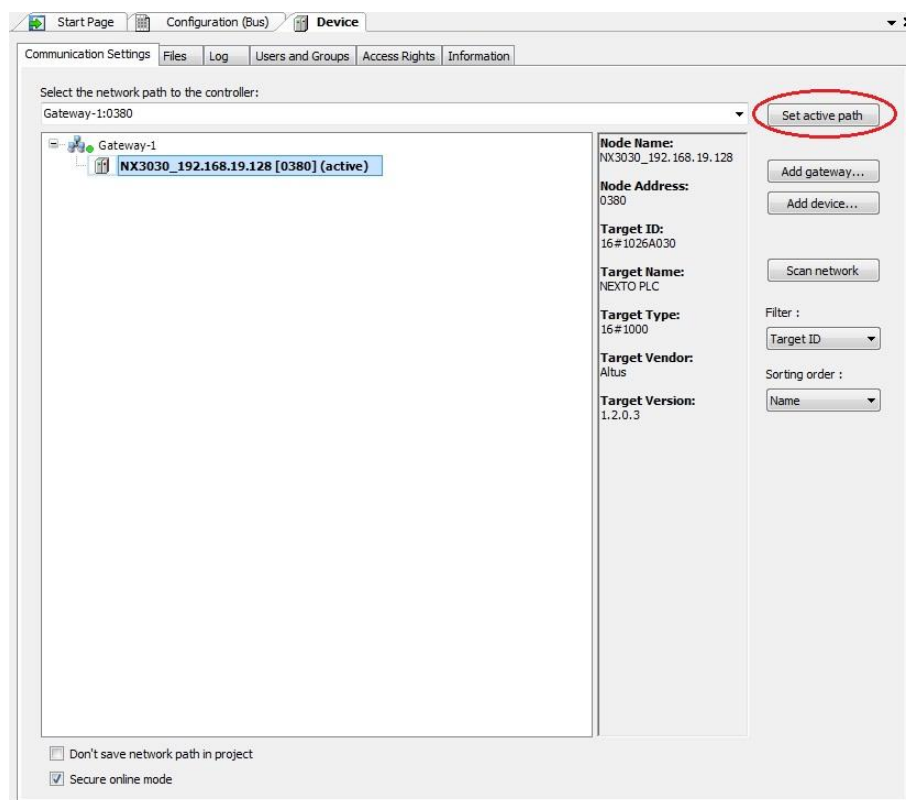 Start Page Configuration (Bus) Device
Communication Settings Files Log Users and Groups Access Rights Information
Select the network path to the controller:
Gateway-1:0380
Set active path
Gateway-1
NX3030_192.168.19.128 [0380] (active)
Node Name:
NX3030_192.168.19.128
Node Address:
0380
Target ID:
16#1026A030
Target Name:
NEXTO PLC
Target Type:
16#1000
Target Vendor:
Altus
Target Version:
1.2.0.3
Add gateway...
Add device...
Scan network
Filter :
Target ID
Sorting order :
Name
Don't save network path in project
Secure online mode